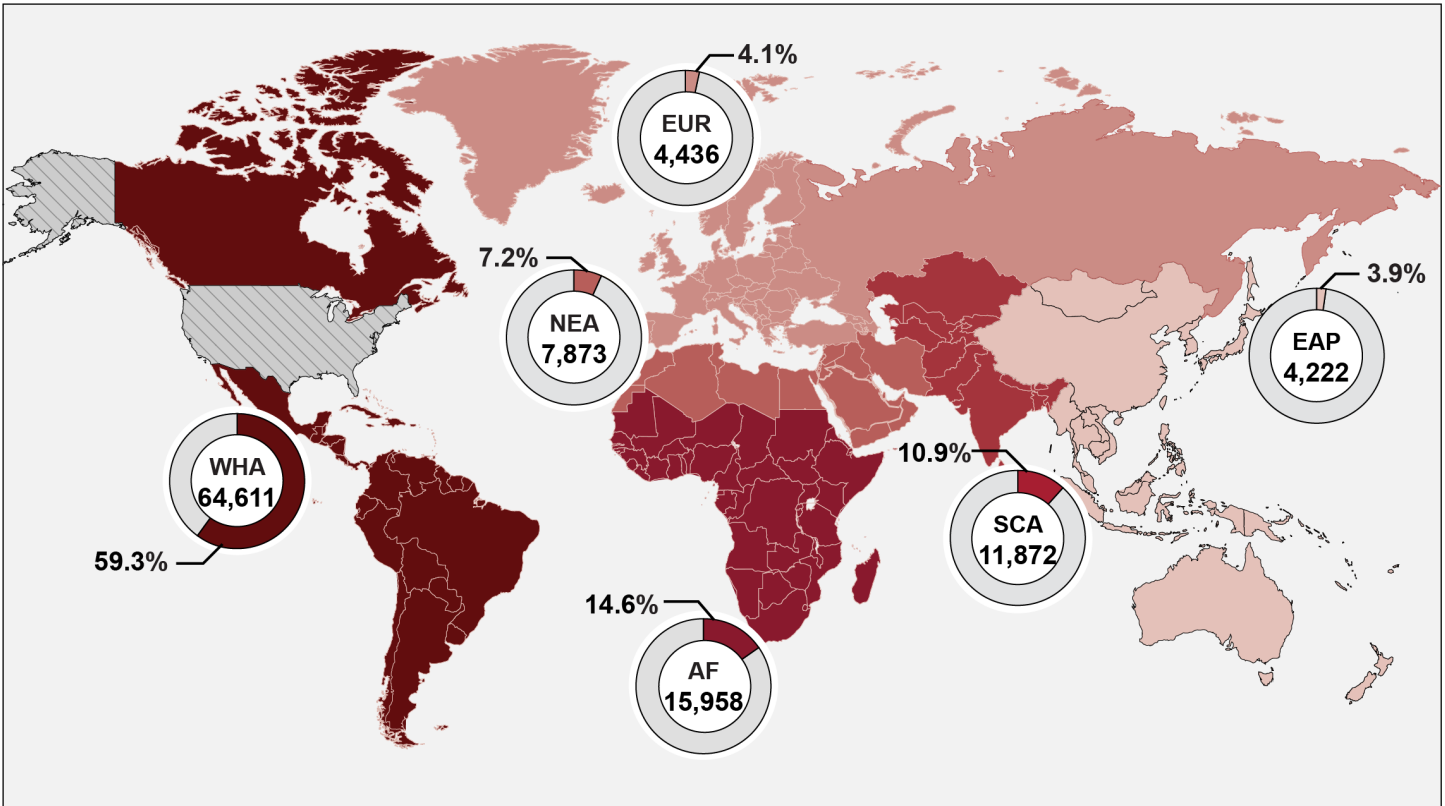 4.1%
EUR
4,436
7.2%
NEA
7,873
3.9%
EAP
4,222
WHA
64,611
59.3%
10.9%
SCA
11,872
14.6%
AF
15,958